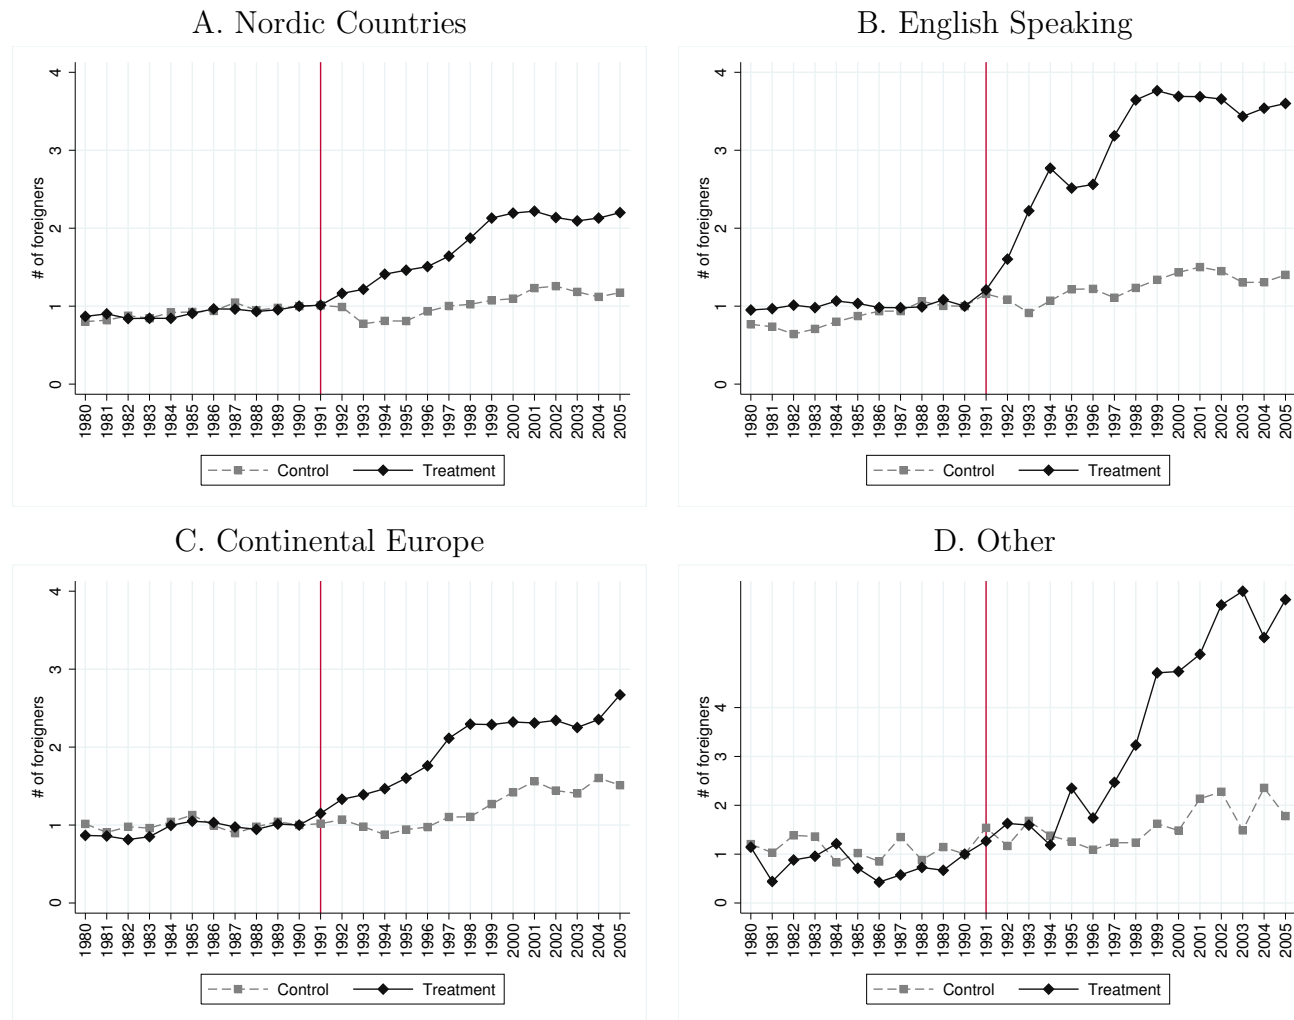 A. Nordic Countries
# of foreigners
0 1 2 3 4
1980 1981 1982 1983 1984 1985 1986 1987 1988 1989 1990 1991 1992 1993 1994 1995 1996 1997 1998 1999 2000 2001 2002 2003 2004 2005
Control Treatment
B. English Speaking
# of foreigners
0 1 2 3 4
1980 1981 1982 1983 1984 1985 1986 1987 1988 1989 1990 1991 1992 1993 1994 1995 1996 1997 1998 1999 2000 2001 2002 2003 2004 2005
Control Treatment
C. Continental Europe
# of foreigners
0 1 2 3 4
1980 1981 1982 1983 1984 1985 1986 1987 1988 1989 1990 1991 1992 1993 1994 1995 1996 1997 1998 1999 2000 2001 2002 2003 2004 2005
Control Treatment
D. Other
# of foreigners
0 1 2 3 4
1980 1981 1982 1983 1984 1985 1986 1987 1988 1989 1990 1991 1992 1993 1994 1995 1996 1997 1998 1999 2000 2001 2002 2003 2004 2005
Control Treatment